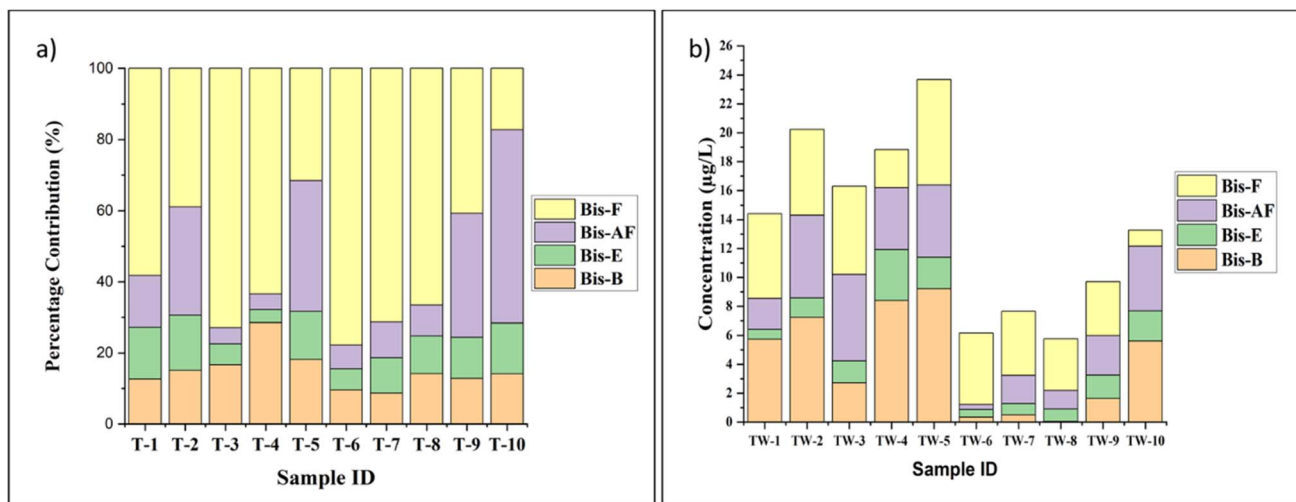 a)
Percentage Contribution (%)
100
80
60
40
20
0
T-1 T-2 T-3 T-4 T-5 T-6 T-7 T-8 T-9 T-10
Sample ID
Bis-F
Bis-AF
Bis-E
Bis-B
b)
Concentration (µg/L)
26
24
22
20
18
16
14
12
10
8
6
4
2
0
TW-1 TW-2 TW-3 TW-4 TW-5 TW-6 TW-7 TW-8 TW-9 TW-10
Sample ID
Bis-F
Bis-AF
Bis-E
Bis-B